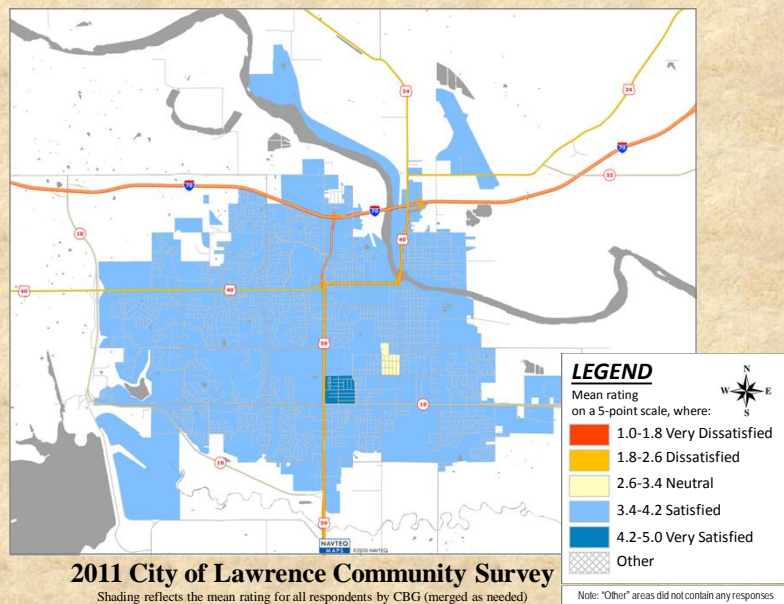 24
24
70
32
70
70
10
40
40
40
59
10
10
59
NAVTEQ
MAPS
©2010 NAVTEQ
LEGEND
Mean rating
on a 5-point scale, where:
N
W E
S
1.0-1.8 Very Dissatisfied
1.8-2.6 Dissatisfied
2.6-3.4 Neutral
3.4-4.2 Satisfied
4.2-5.0 Very Satisfied
Other
2011 City of Lawrence Community Survey
Shading reflects the mean rating for all respondents by CBG (merged as needed)
Note: "Other" areas did not contain any responses